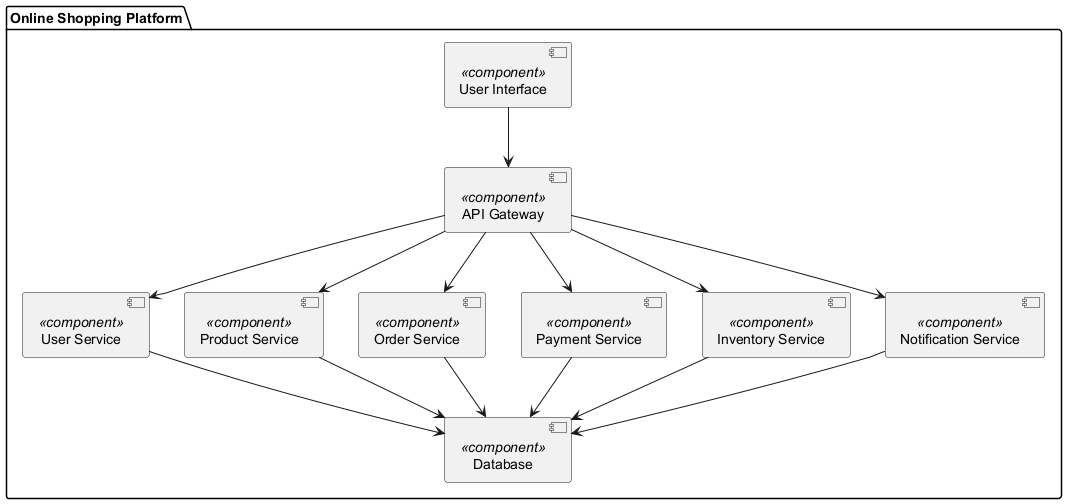 Online Shopping Platform
«component»
User Interface
«component»
API Gateway
«component»
User Service
«component»
Product Service
«component»
Order Service
«component»
Payment Service
«component»
Inventory Service
«component»
Notification Service
«component»
Database